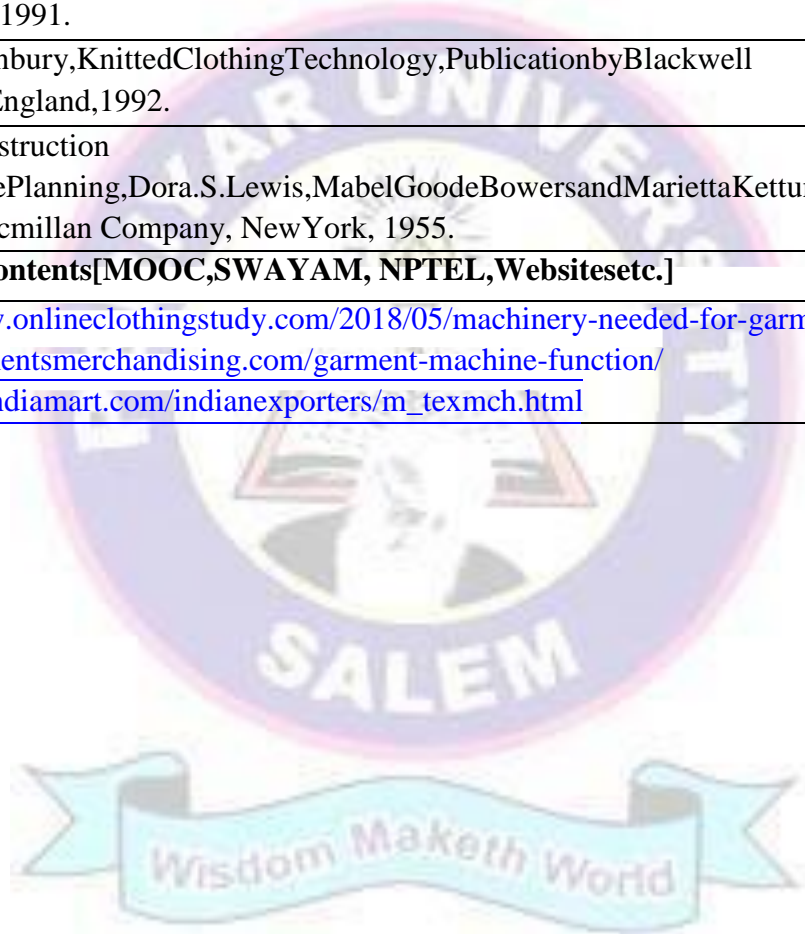 1991.
nbury,KnittedClothingTechnology,PublicationbyBlackwell
England,1992.
struction
ePlanning,Dora.S.Lewis,MabelGoodeBowersandMariettaKettu
cmillan Company, NewYork, 1955.
ontents[MOOC,SWAYAM, NPTEL,Websitesetc.]
.onlineclothingstudy.com/2018/05/machinery-needed-for-garm
entsmerchandising.com/garment-machine-function/
ndiamart.com/indianexporters/m_texmch.html
YAR UNIVERSITY
SALEM
Wisdom Maketh World